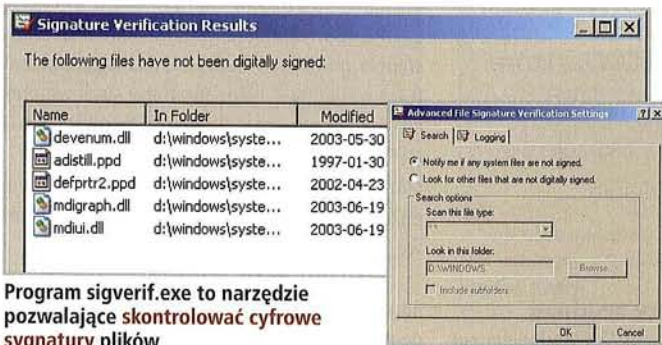 Signature Verification Results
The following files have not been digitally signed:
Name In Folder Modified
devenum.dll d:\windows\syste... 2003-05-30
adistill.ppd d:\windows\syste... 1997-01-30
defprtr2.ppd d:\windows\syste... 2002-04-23
mdigraph.dll d:\windows\syste... 2003-06-19
mdiui.dll d:\windows\syste... 2003-06-19
Advanced File Signature Verification Settings
Search Logging
Notify me if any system files are not signed.
Look for other files that are not digitally signed.
Search options
Scan this file type:
Look in this folder:
D:\WINDOWS Browse...
Include subfolders
OK Cancel
Program sigverif.exe to narzędzie
pozwalające skontrolować cyfrowe
sygnatury plików